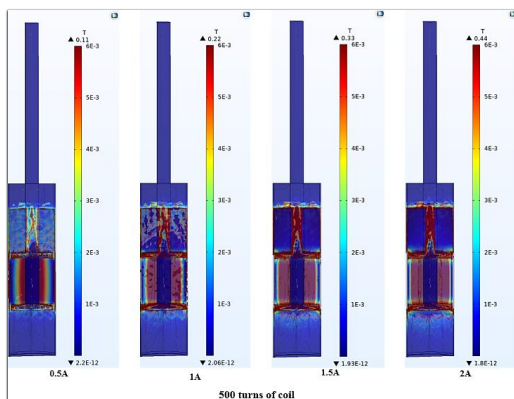 T
▲ 0.11
6E-3
5E-3
4E-3
3E-3
2E-3
1E-3
▼ 2.2E-12
0.5A
T
▲ 0.22
6E-3
5E-3
4E-3
3E-3
2E-3
1E-3
▼ 2.06E-12
1A
T
▲ 0.33
6E-3
5E-3
4E-3
3E-3
2E-3
1E-3
▼ 1.93E-12
1.5A
T
▲ 0.44
6E-3
5E-3
4E-3
3E-3
2E-3
1E-3
▼ 1.8E-12
2A
500 turns of coil